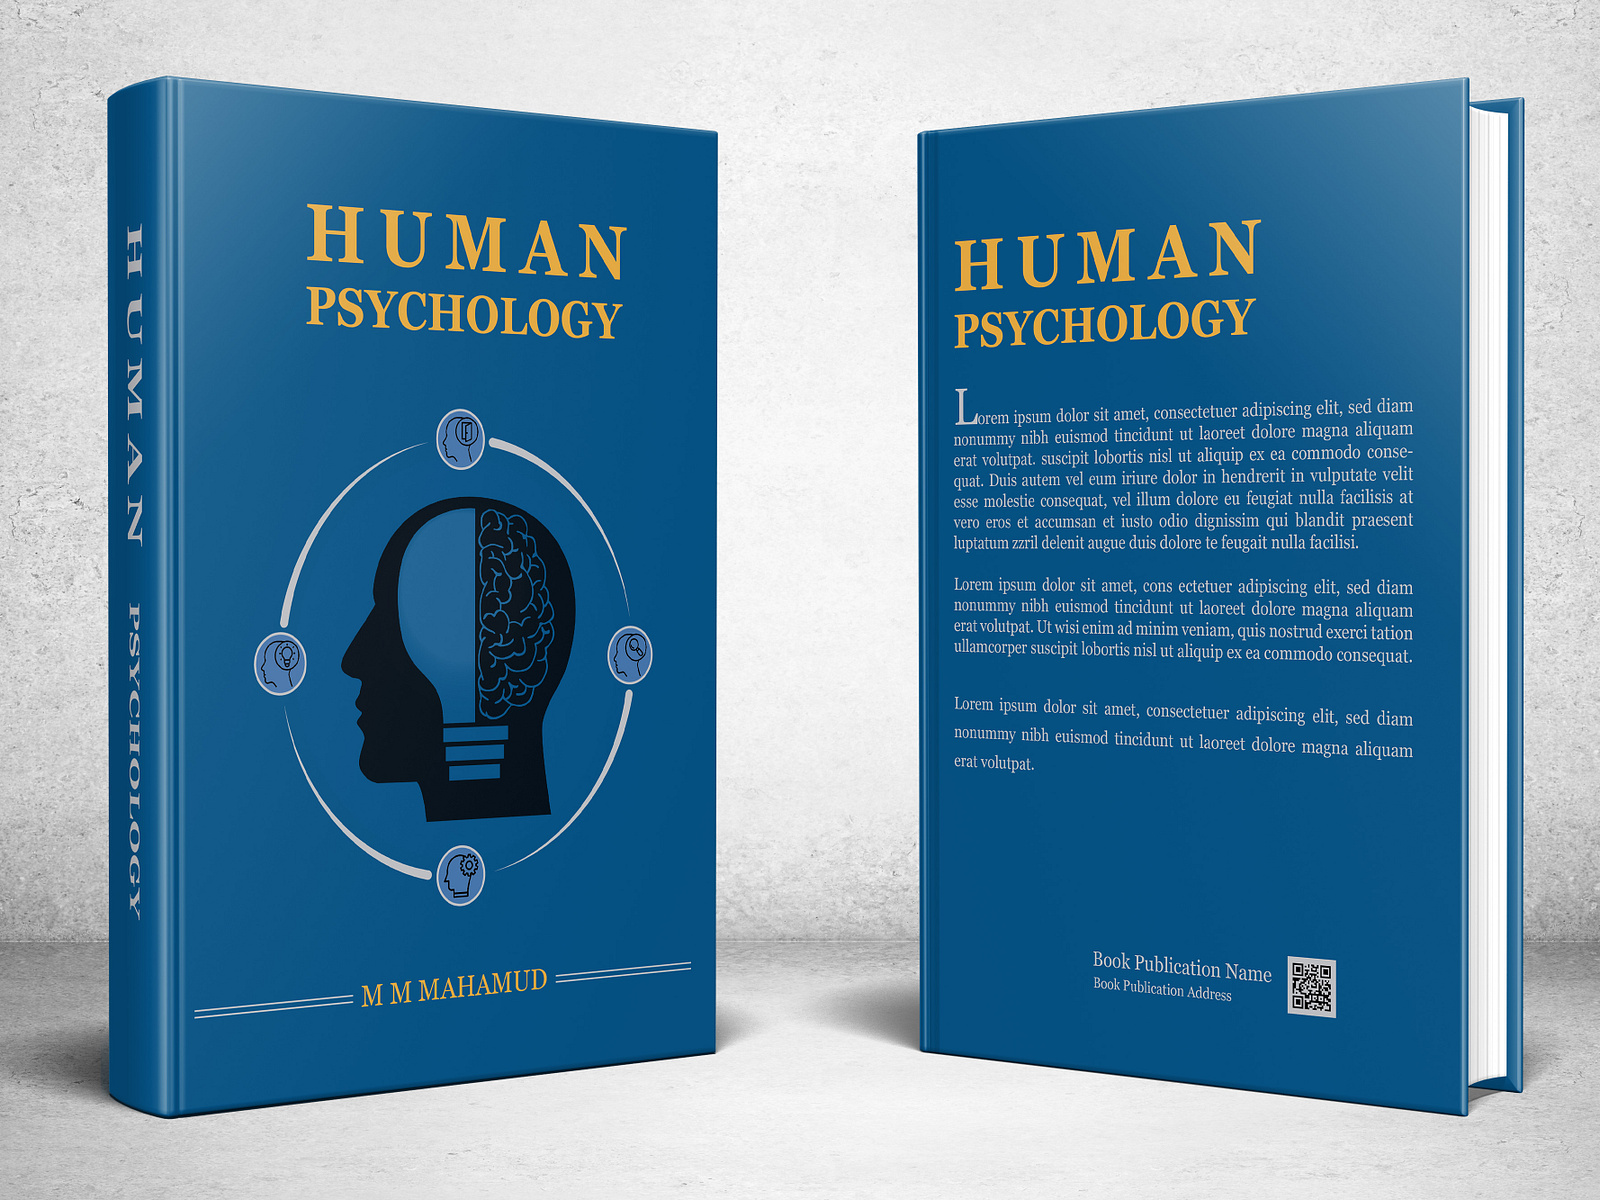 HUMAN PSYCHOLOGY
HUMAN
PSYCHOLOGY
M M MAHAMUD
HUMAN
PSYCHOLOGY
Lorem ipsum dolor sit amet, consectetuer adipiscing elit, sed diam
nonummy nibh euismod tincidunt ut laoreet dolore magna aliquam
erat volutpat. suscipit lobortis nisl ut aliquip ex ea commodo conse-
quat. Duis autem vel eum iriure dolor in hendrerit in vulputate velit
esse molestie consequat, vel illum dolore eu feugiat nulla facilisis at
vero eros et accumsan et iusto odio dignissim qui blandit praesent
luptatum zzril delenit augue duis dolore te feugait nulla facilisi.
Lorem ipsum dolor sit amet, cons ectetuer adipiscing elit, sed diam
nonummy nibh euismod tincidunt ut laoreet dolore magna aliquam
erat volutpat. Ut wisi enim ad minim veniam, quis nostrud exerci tation
ullamcorper suscipit lobortis nisl ut aliquip ex ea commodo consequat.
Lorem ipsum dolor sit amet, consectetuer adipiscing elit, sed diam
nonummy nibh euismod tincidunt ut laoreet dolore magna aliquam
erat volutpat.
Book Publication Name
Book Publication Address